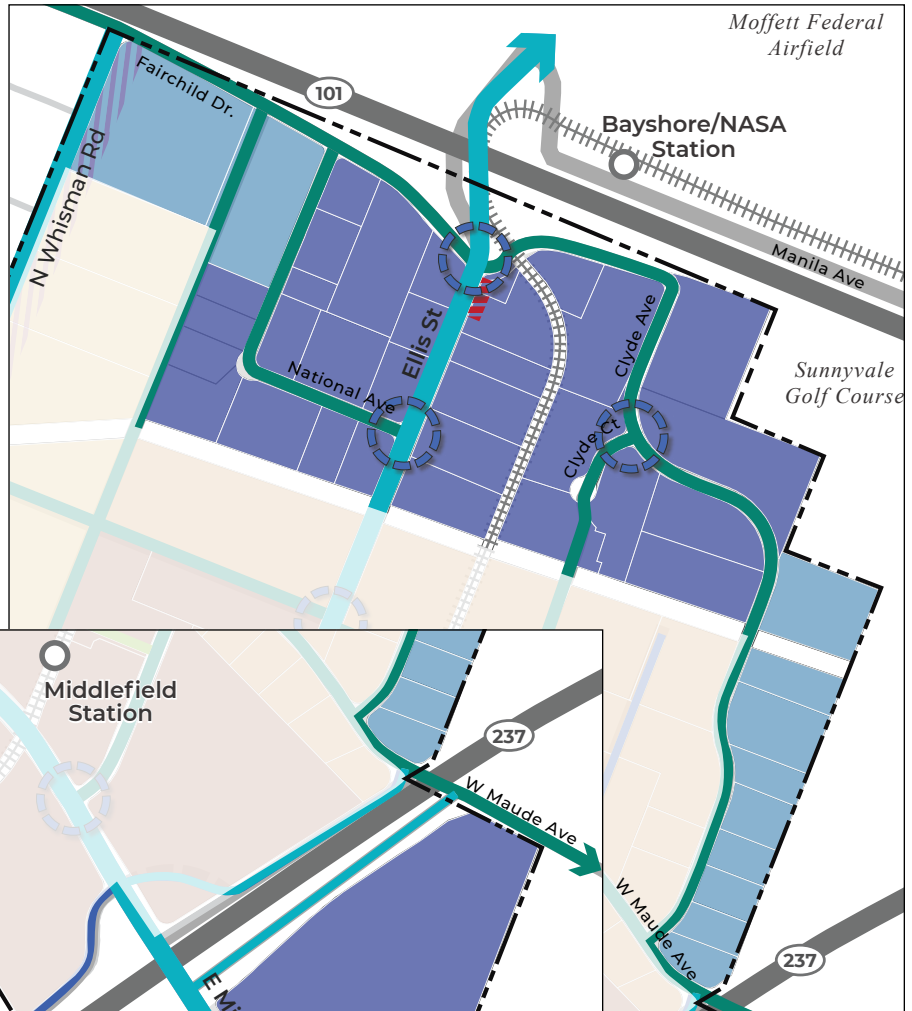 Moffett Federal
Airfield
Fairchild Dr.
101
Bayshore/NASA
Station
N Whisman Rd
Manila Ave
Ellis St
Clyde Ave
Sunnyvale
Golf Course
National Ave
Clyde Ct
Middlefield
Station
237
W Maude Ave
W Maude Ave
237
E Mi